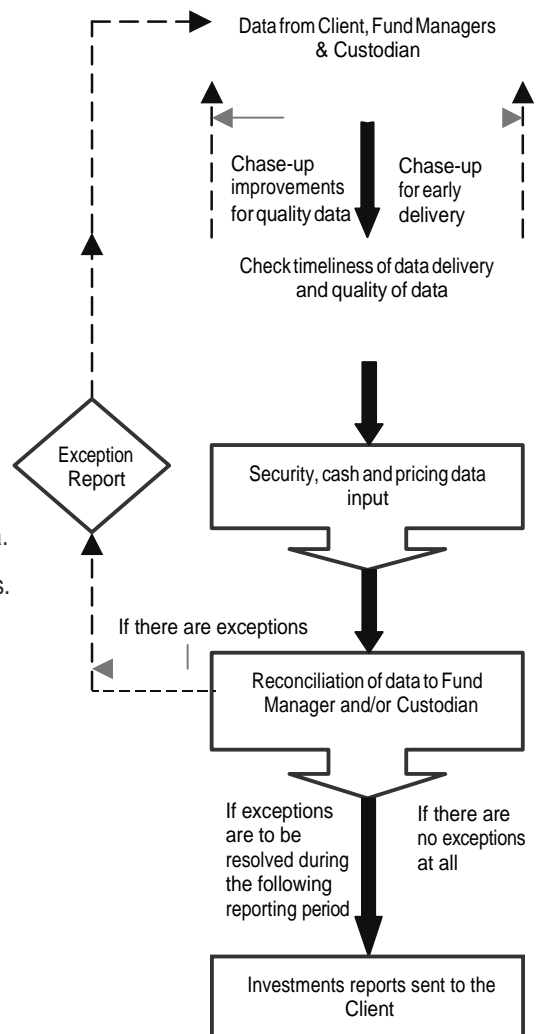 Data from Client, Fund Managers
& Custodian
Chase-up
improvements
for quality data
Chase-up
for early
delivery
Check timeliness of data delivery
and quality of data
Exception
Report
Security, cash and pricing data
input
s.
If there are exceptions
Reconciliation of data to Fund
Manager and/or Custodian
If exceptions
are to be
resolved during
the following
reporting period
If there are
no exceptions
at all
Investments reports sent to the
Client